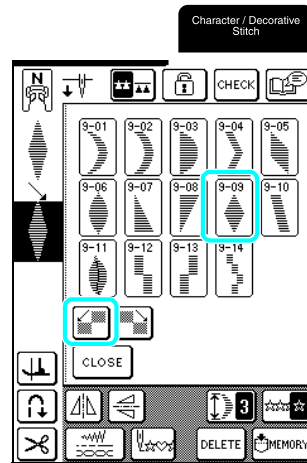 Character / Decorative
Stitch
N
CHECK
9-01 9-02 9-03 9-04 9-05
9-06 9-07 9-08 9-09 9-10
9-11 9-12 9-13 9-14
CLOSE
3
DELETE MEMORY